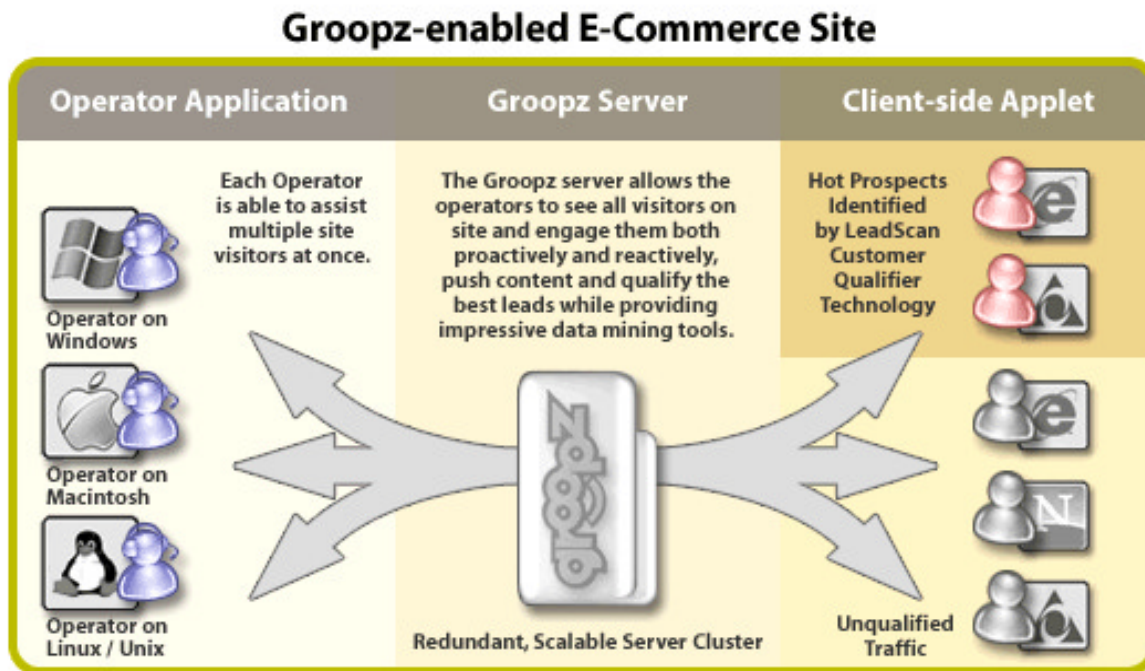 Groopz-enabled E-Commerce Site
Operator Application
Groopz Server
Client-side Applet
Each Operator
is able to assist
multiple site
visitors at once.
Operator on
Windows
Operator on
Macintosh
Operator on
Linux / Unix
The Groopz server allows the
operators to see all visitors on
site and engage them both
proactively and reactively,
push content and qualify the
best leads while providing
impressive data mining tools.
groopz
Redundant, Scalable Server Cluster
Hot Prospects
Identified
by LeadScan
Customer
Qualifier
Technology
N
Unqualified
Traffic